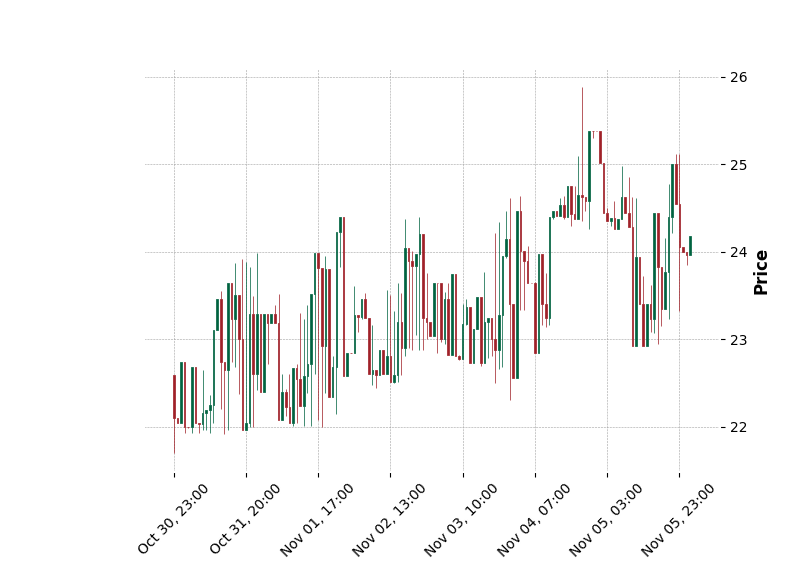 26
25
24
23
22
Price
Oct 30, 23:00
Oct 31, 20:00
Nov 01, 17:00
Nov 02, 13:00
Nov 03, 10:00
Nov 04, 07:00
Nov 05, 03:00
Nov 05, 23:00